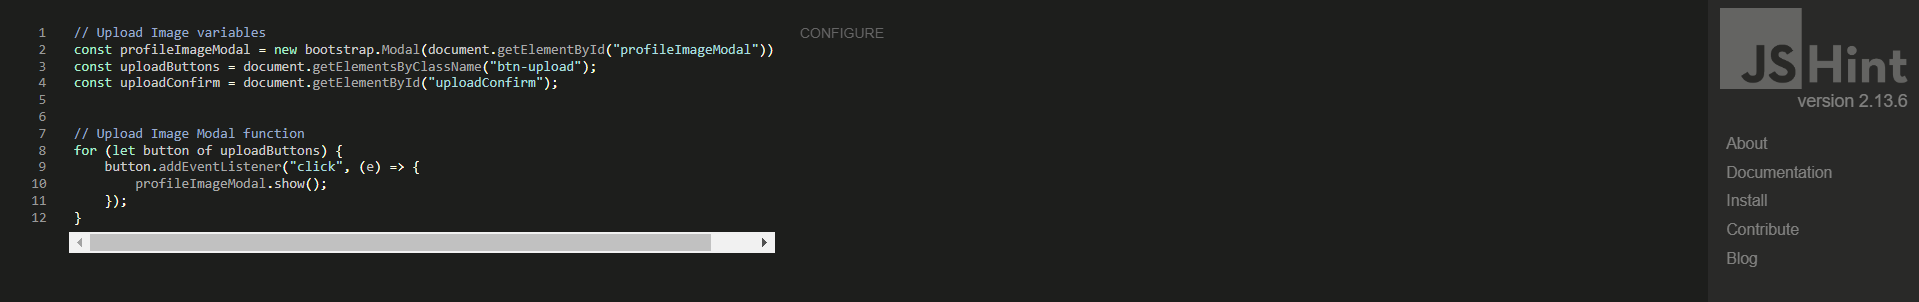 1 // Upload Image variables
2 const profileImageModal = new bootstrap.Modal(document.getElementById("profileImageModal"))
3 const uploadButtons = document.getElementsByClassName("btn-upload");
4 const uploadConfirm = document.getElementById("uploadConfirm");
5
6
7 // Upload Image Modal function
8 for (let button of uploadButtons) {
9 button.addEventListener("click", (e) => {
10 profileImageModal.show();
11 });
12 }
CONFIGURE
JSHint
version 2.13.6
About
Documentation
Install
Contribute
Blog